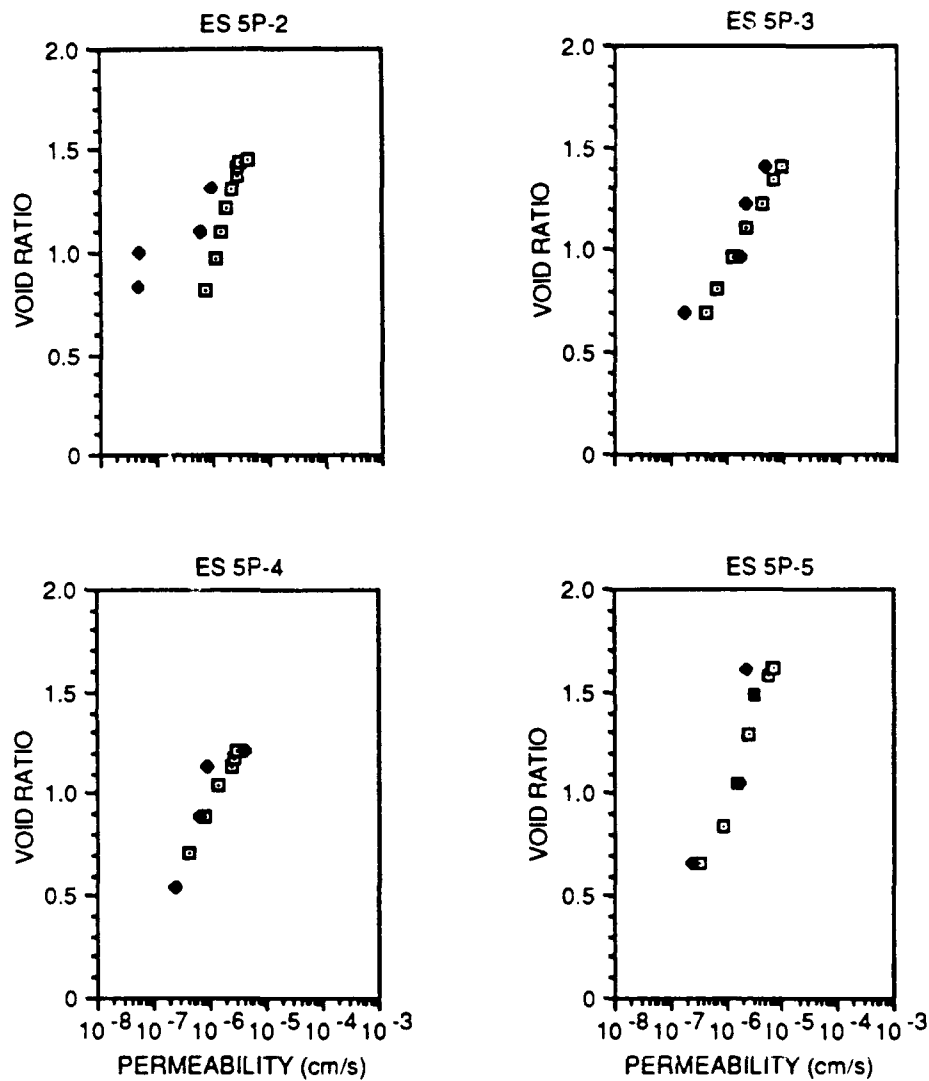 ES 5P-2
2.0
1.5
1.0
0.5
0
VOID RATIO
ES 5P-3
2.0
1.5
1.0
0.5
0
VOID RATIO
ES 5P-4
2.0
1.5
1.0
0.5
0
VOID RATIO
10-8 10-7 10-6 10-5 10-4 10-3
PERMEABILITY (cm/s)
ES 5P-5
2.0
1.5
1.0
0.5
0
VOID RATIO
10-8 10-7 10-6 10-5 10-4 10-3
PERMEABILITY (cm/s)